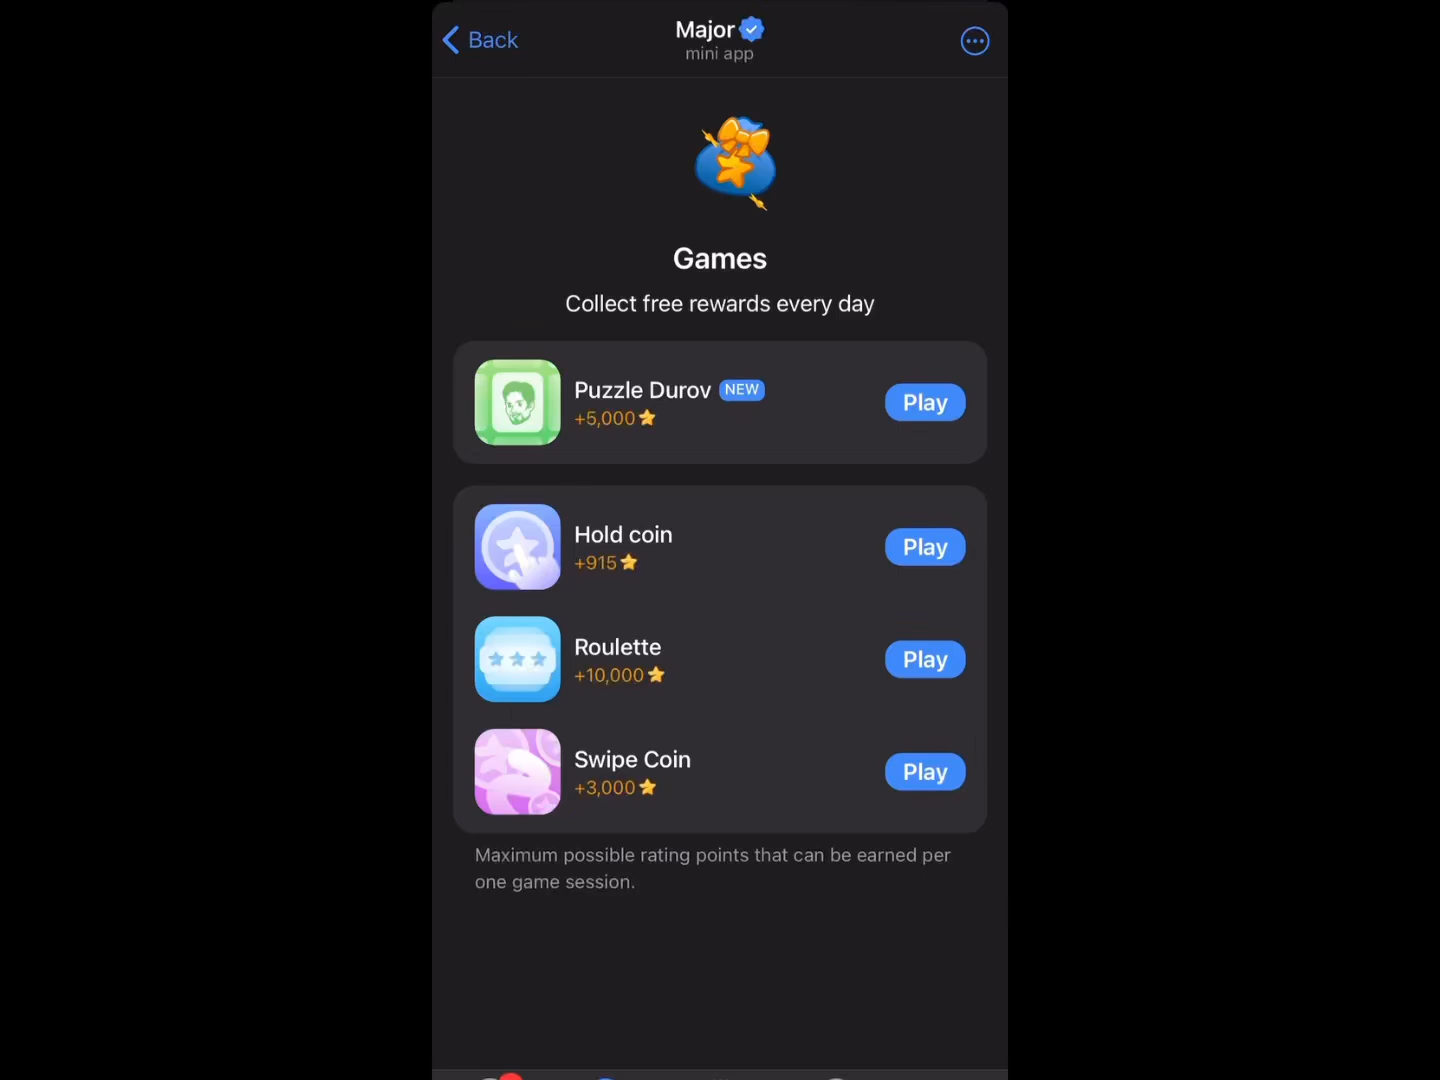 Back
Major
mini app
Games
Collect free rewards every day
Puzzle Durov NEW
+5,000
Play
Hold coin
+915
Play
Roulette
+10,000
Play
Swipe Coin
+3,000
Play
Maximum possible rating points that can be earned per
one game session.